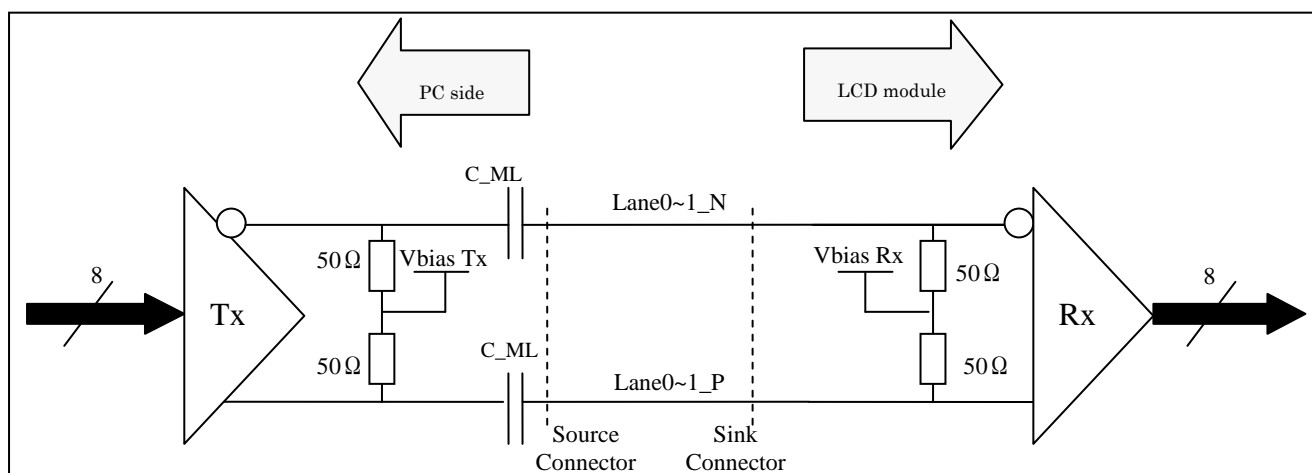 PC side
LCD module
C_ML
Lane0~1_N
50Ω
Vbias Tx
Vbias Rx
50Ω
8
Tx
Rx
8
50Ω
C_ML
50Ω
Lane0~1_P
Source
Connector
Sink
Connector